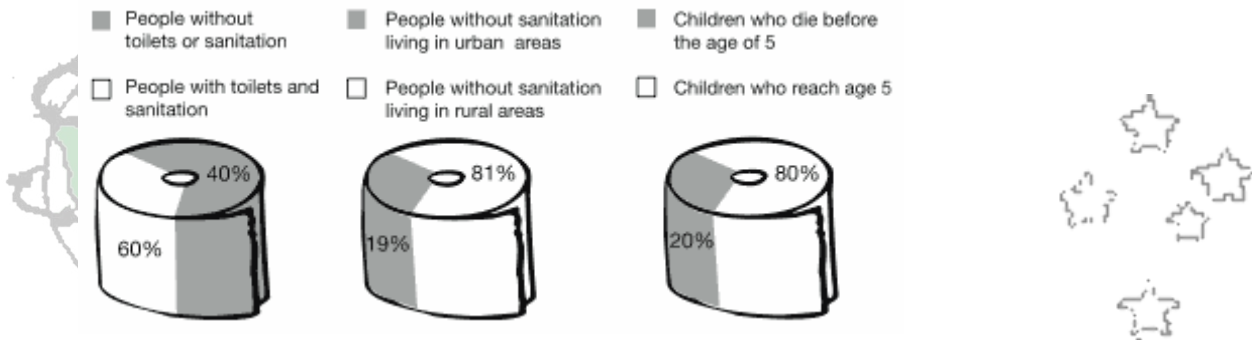 People without
toilets or sanitation
People with toilets and
sanitation
40%
60%
People without sanitation
living in urban areas
People without sanitation
living in rural areas
81%
19%
Children who die before
the age of 5
Children who reach age 5
80%
20%